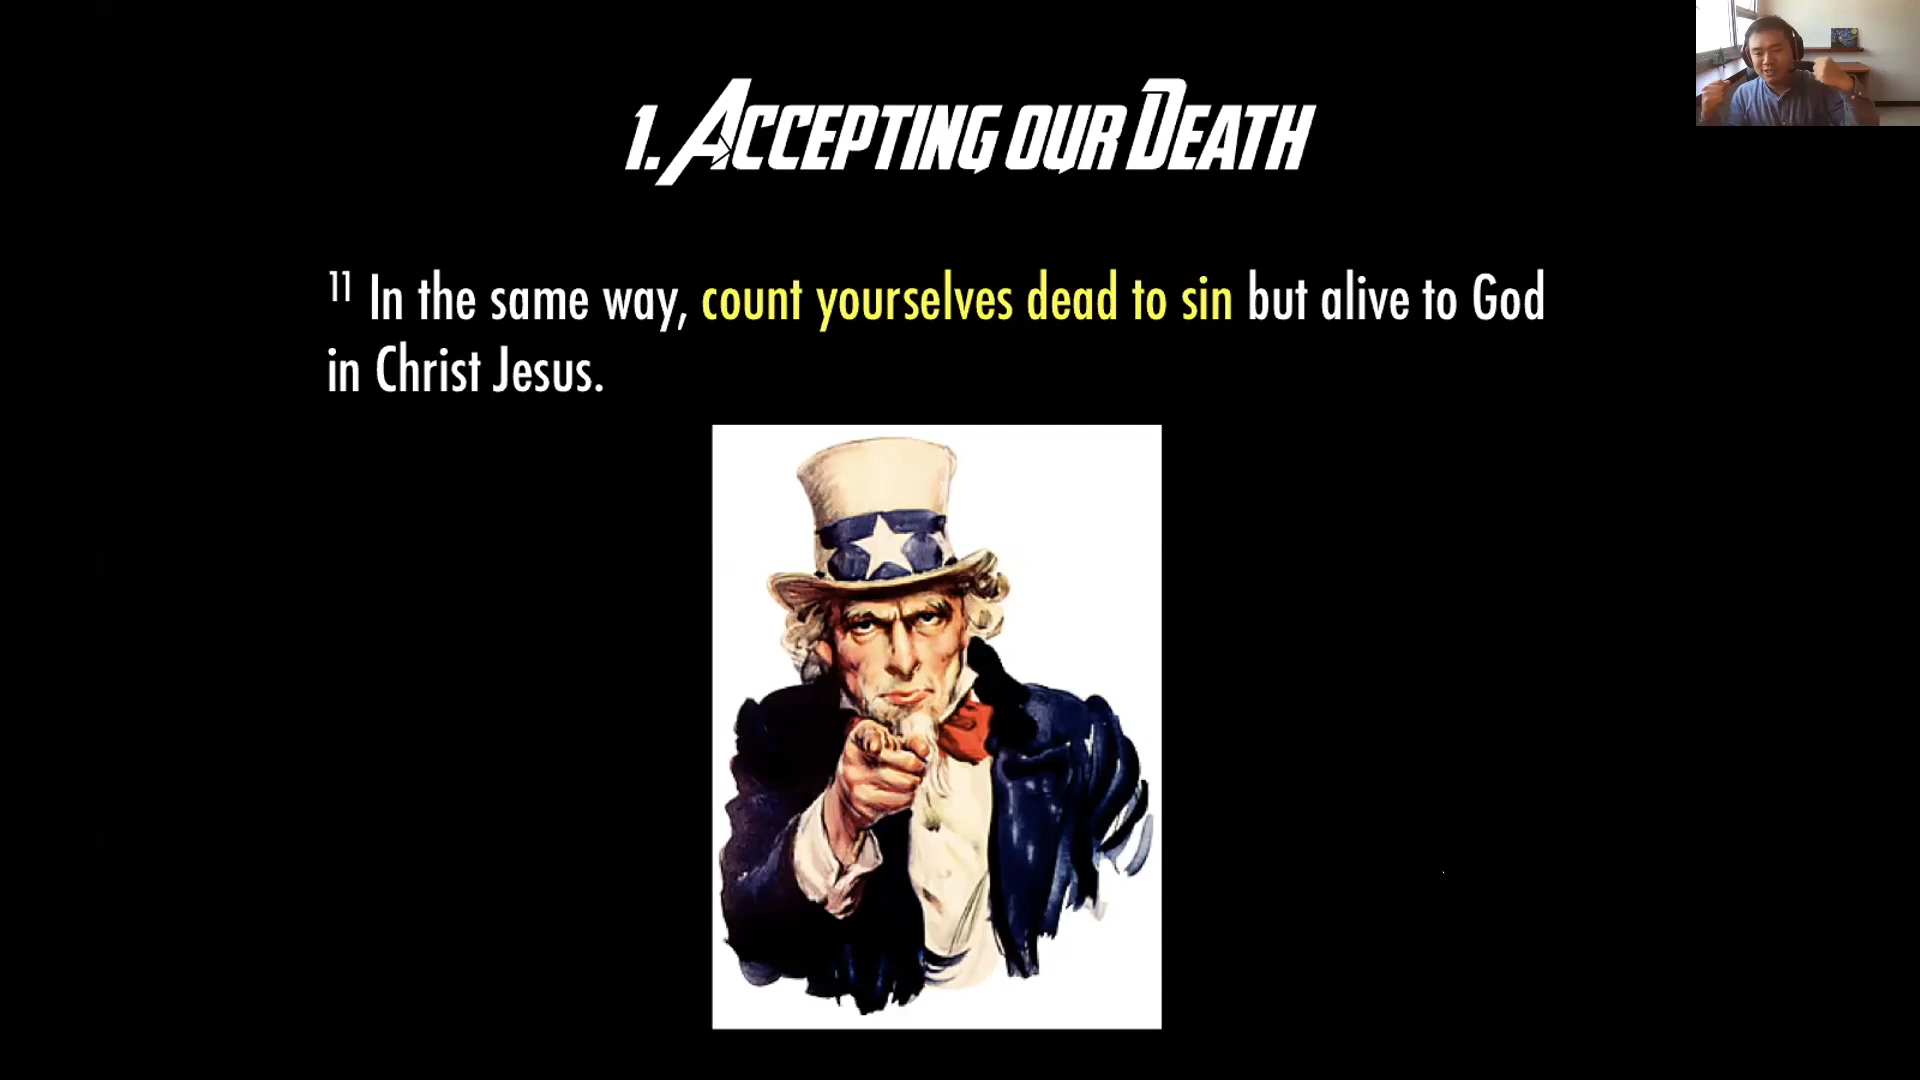 1. Accepting our Death
11 In the same way, count yourselves dead to sin but alive to God
in Christ Jesus.